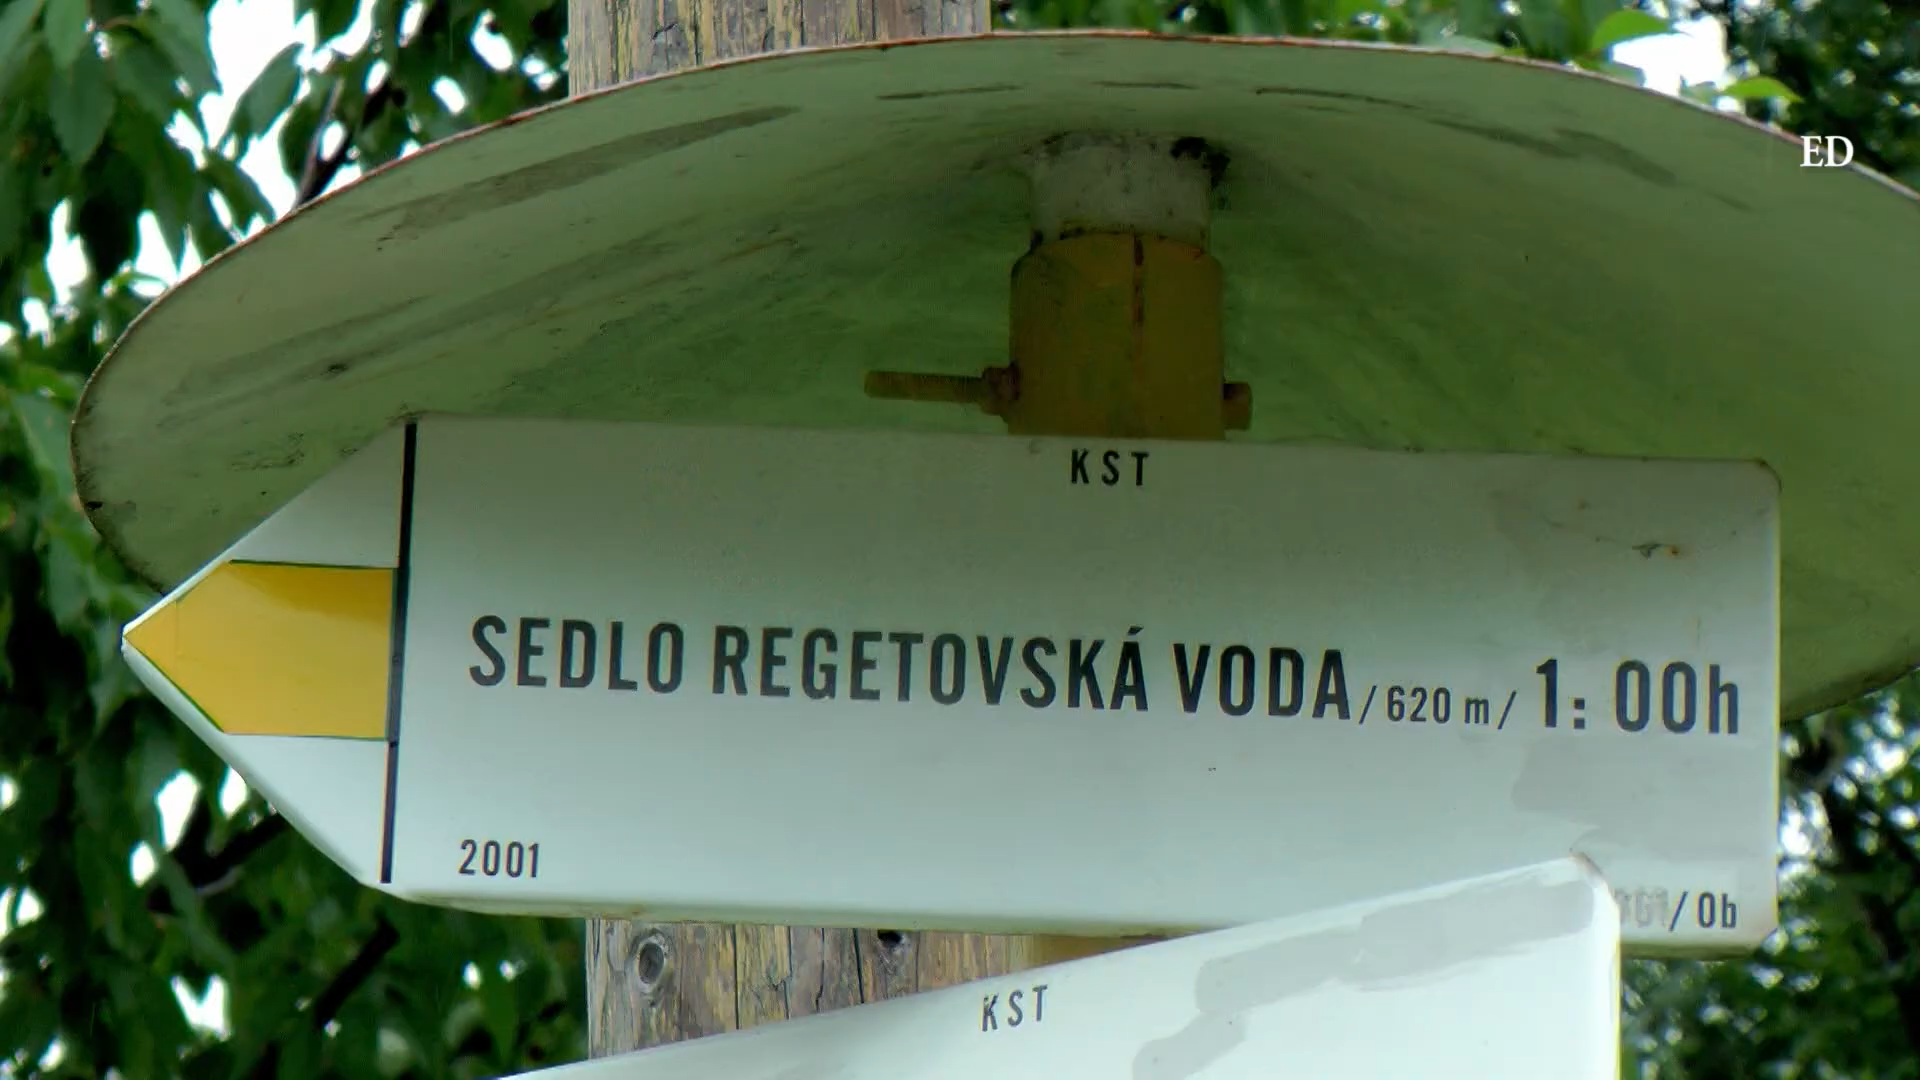 ED
KST
SEDLO REGETOVSKÁ VODA/620 m/ 1:00h
2001
/0b
KST